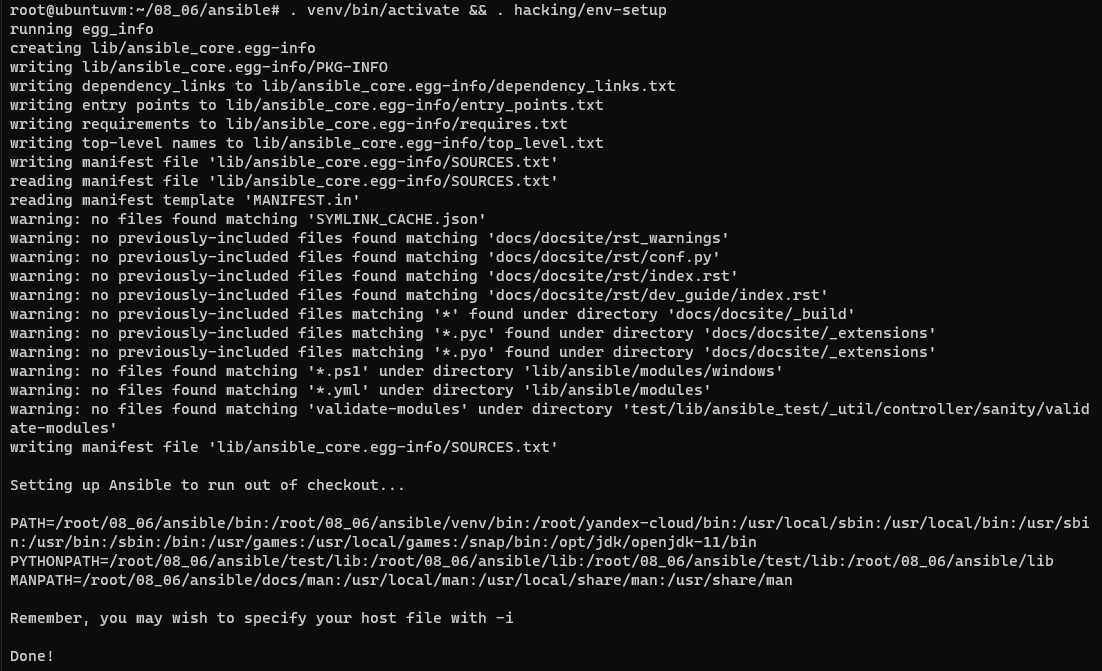 root@ubuntuvm:~/08_06/ansible# . venv/bin/activate && . hacking/env-setup
running egg_info
creating lib/ansible_core.egg-info
writing lib/ansible_core.egg-info/PKG-INFO
writing dependency_links to lib/ansible_core.egg-info/dependency_links.txt
writing entry points to lib/ansible_core.egg-info/entry_points.txt
writing requirements to lib/ansible_core.egg-info/requires.txt
writing top-level names to lib/ansible_core.egg-info/top_level.txt
writing manifest file 'lib/ansible_core.egg-info/SOURCES.txt'
reading manifest file 'lib/ansible_core.egg-info/SOURCES.txt'
reading manifest template 'MANIFEST.in'
warning: no files found matching 'SYMLINK_CACHE.json'
warning: no previously-included files found matching 'docs/docsite/rst_warnings'
warning: no previously-included files found matching 'docs/docsite/rst/conf.py'
warning: no previously-included files found matching 'docs/docsite/rst/index.rst'
warning: no previously-included files found matching 'docs/docsite/rst/dev_guide/index.rst'
warning: no previously-included files matching '*' found under directory 'docs/docsite/_build'
warning: no previously-included files matching '*.pyc' found under directory 'docs/docsite/_extensions'
warning: no previously-included files matching '*.pyo' found under directory 'docs/docsite/_extensions'
warning: no files found matching '*.ps1' under directory 'lib/ansible/modules/windows'
warning: no files found matching '*.yml' under directory 'lib/ansible/modules'
warning: no files found matching 'validate-modules' under directory 'test/lib/ansible_test/_util/controller/sanity/valid
ate-modules'
writing manifest file 'lib/ansible_core.egg-info/SOURCES.txt'

Setting up Ansible to run out of checkout...

PATH=/root/08_06/ansible/bin:/root/08_06/ansible/venv/bin:/root/yandex-cloud/bin:/usr/local/sbin:/usr/local/bin:/usr/sbi
n:/usr/bin:/sbin:/bin:/usr/games:/usr/local/games:/snap/bin:/opt/jdk/openjdk-11/bin
PYTHONPATH=/root/08_06/ansible/test/lib:/root/08_06/ansible/lib:/root/08_06/ansible/test/lib:/root/08_06/ansible/lib
MANPATH=/root/08_06/ansible/docs/man:/usr/local/man:/usr/local/share/man:/usr/share/man

Remember, you may wish to specify your host file with -i

Done!